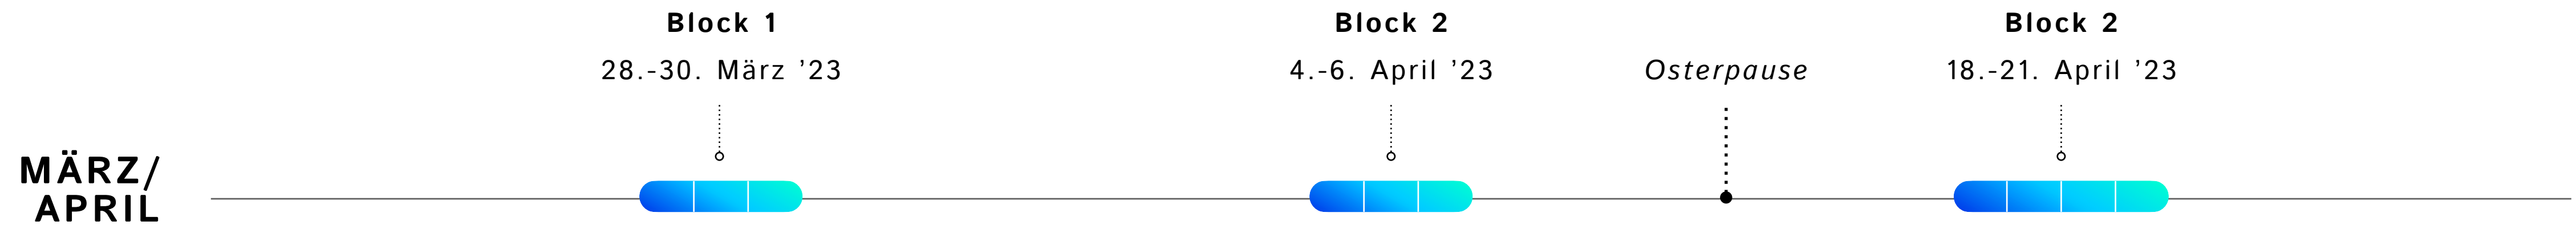 Block 1
28.-30. März ’23
Block 2
4.-6. April ’23
Osterpause
Block 2
18.-21. April ’23
MÄRZ/
APRIL